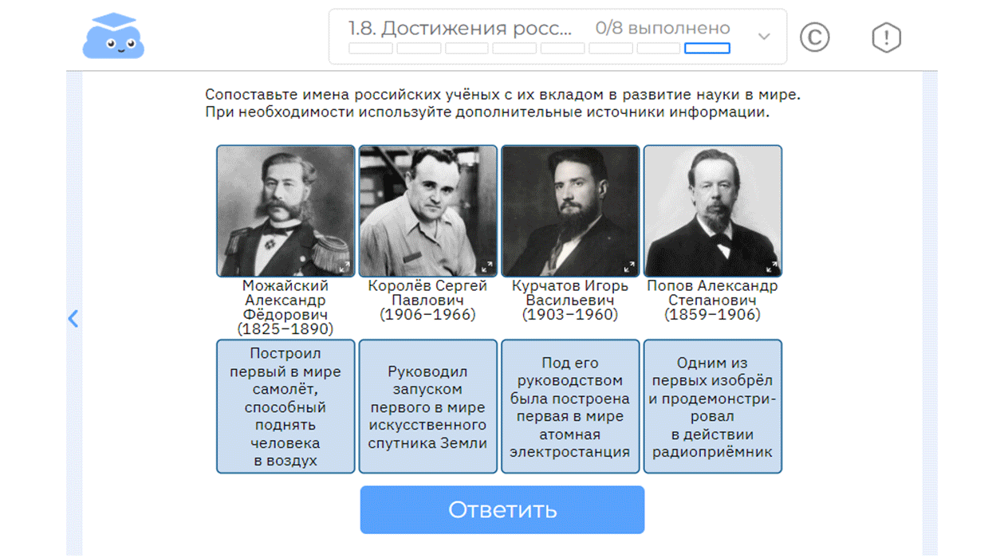 1.8. Достижения росс... 0/8 выполнено
Сопоставьте имена российских учёных с их вкладом в развитие науки в мире.
При необходимости используйте дополнительные источники информации.
Можайский
Александр
Фёдорович
(1825–1890)
Королёв Сергей
Павлович
(1906–1966)
Курчатов Игорь
Васильевич
(1903–1960)
Попов Александр
Степанович
(1859–1906)
Построил
первый в мире
самолёт,
способный
поднять
человека
в воздух
Руководил
запуском
первого в мире
искусственного
спутника Земли
Под его
руководством
была построена
первая в мире
атомная
электростанция
Одним из
первых изобрёл
и продемонстри-
ровал
в действии
радиоприёмник
Ответить